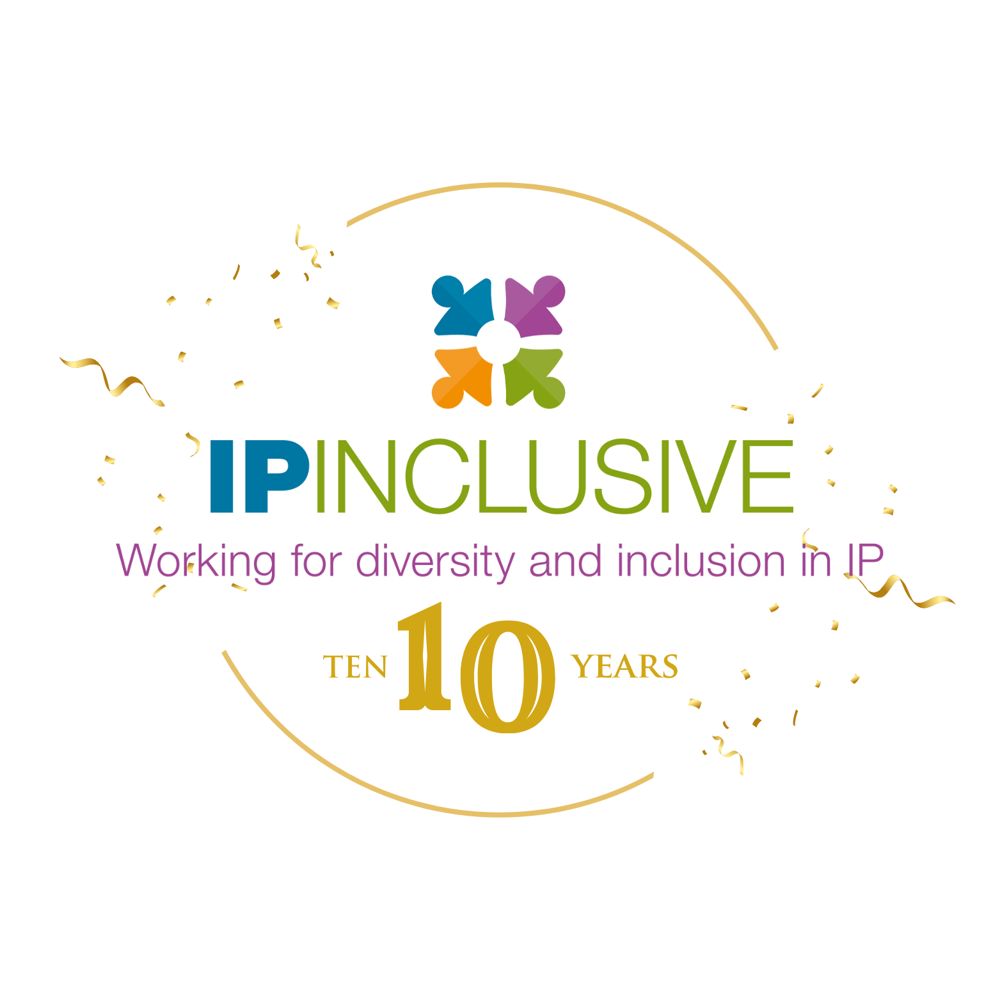 IPINCLUSIVE
Working for diversity and inclusion in IP
TEN 10 YEARS